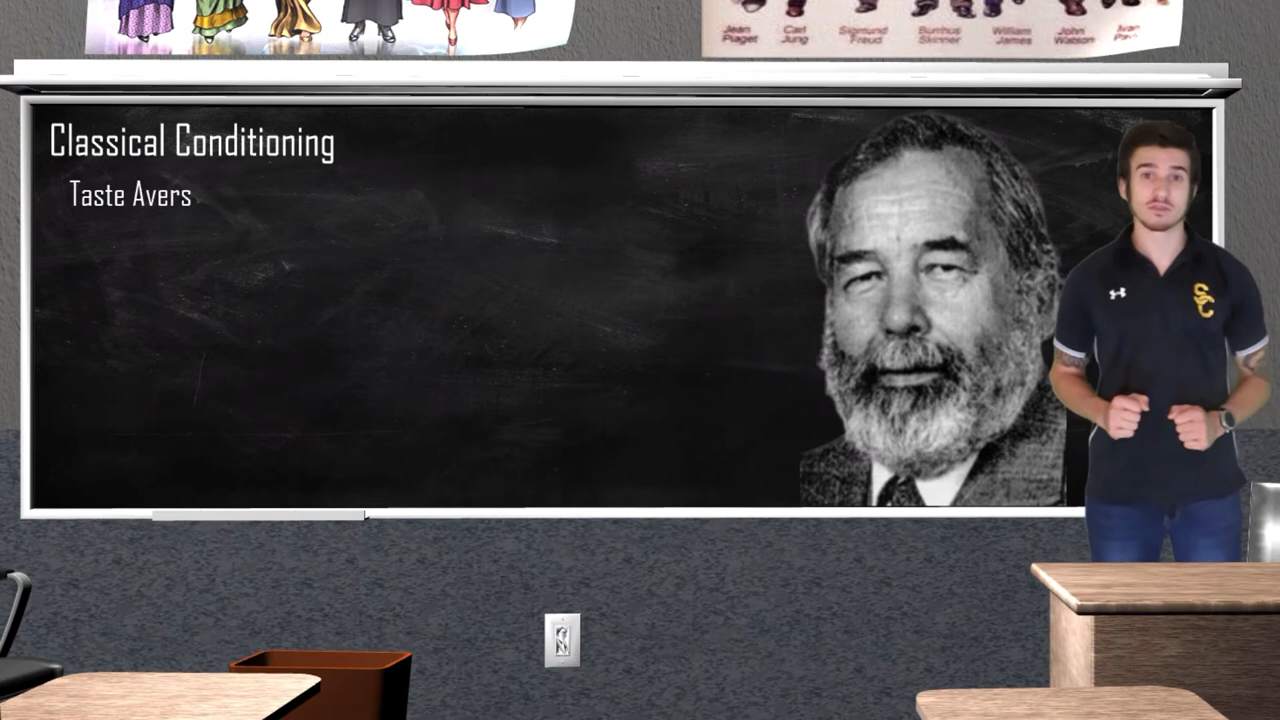 Jean Carl Sigmund Burrhus William John Ivan
Piaget Jung Freud Skinner James Watson
Classical Conditioning
Taste Avers
SC